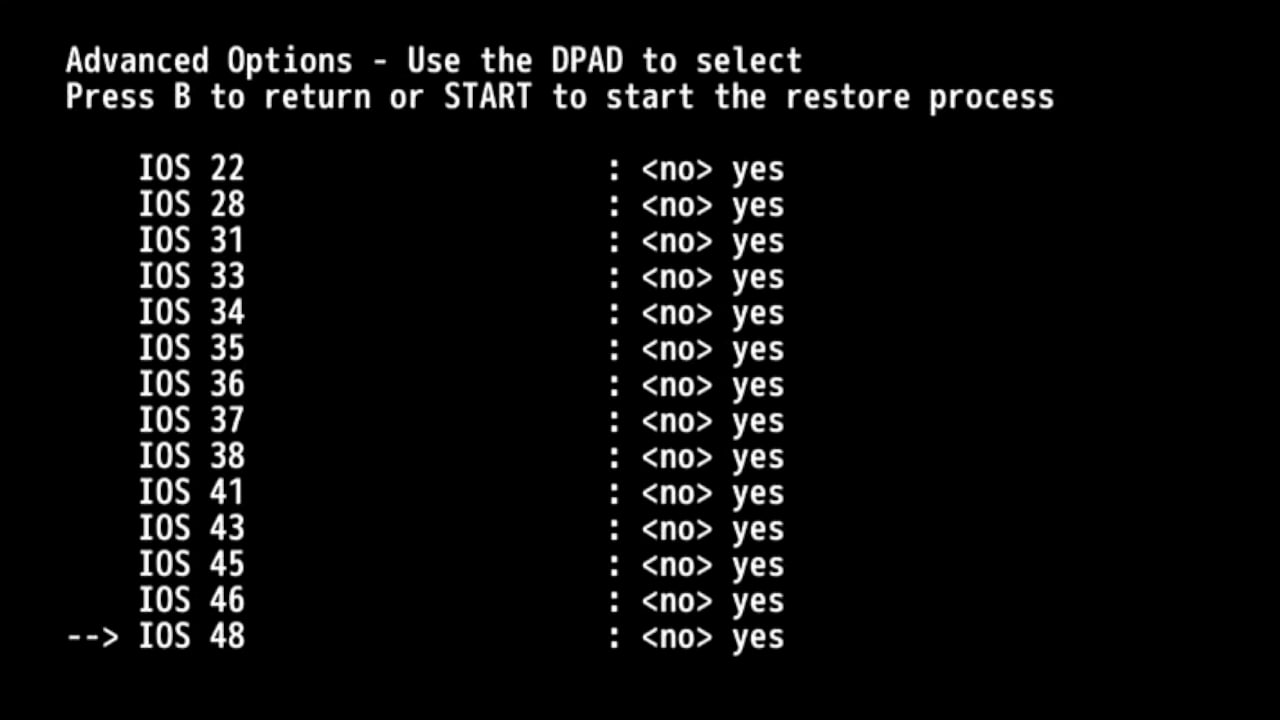 Advanced Options - Use the DPAD to select
Press B to return or START to start the restore process
IOS 22 : <no> yes
IOS 28 : <no> yes
IOS 31 : <no> yes
IOS 33 : <no> yes
IOS 34 : <no> yes
IOS 35 : <no> yes
IOS 36 : <no> yes
IOS 37 : <no> yes
IOS 38 : <no> yes
IOS 41 : <no> yes
IOS 43 : <no> yes
IOS 45 : <no> yes
IOS 46 : <no> yes
--> IOS 48 : <no> yes